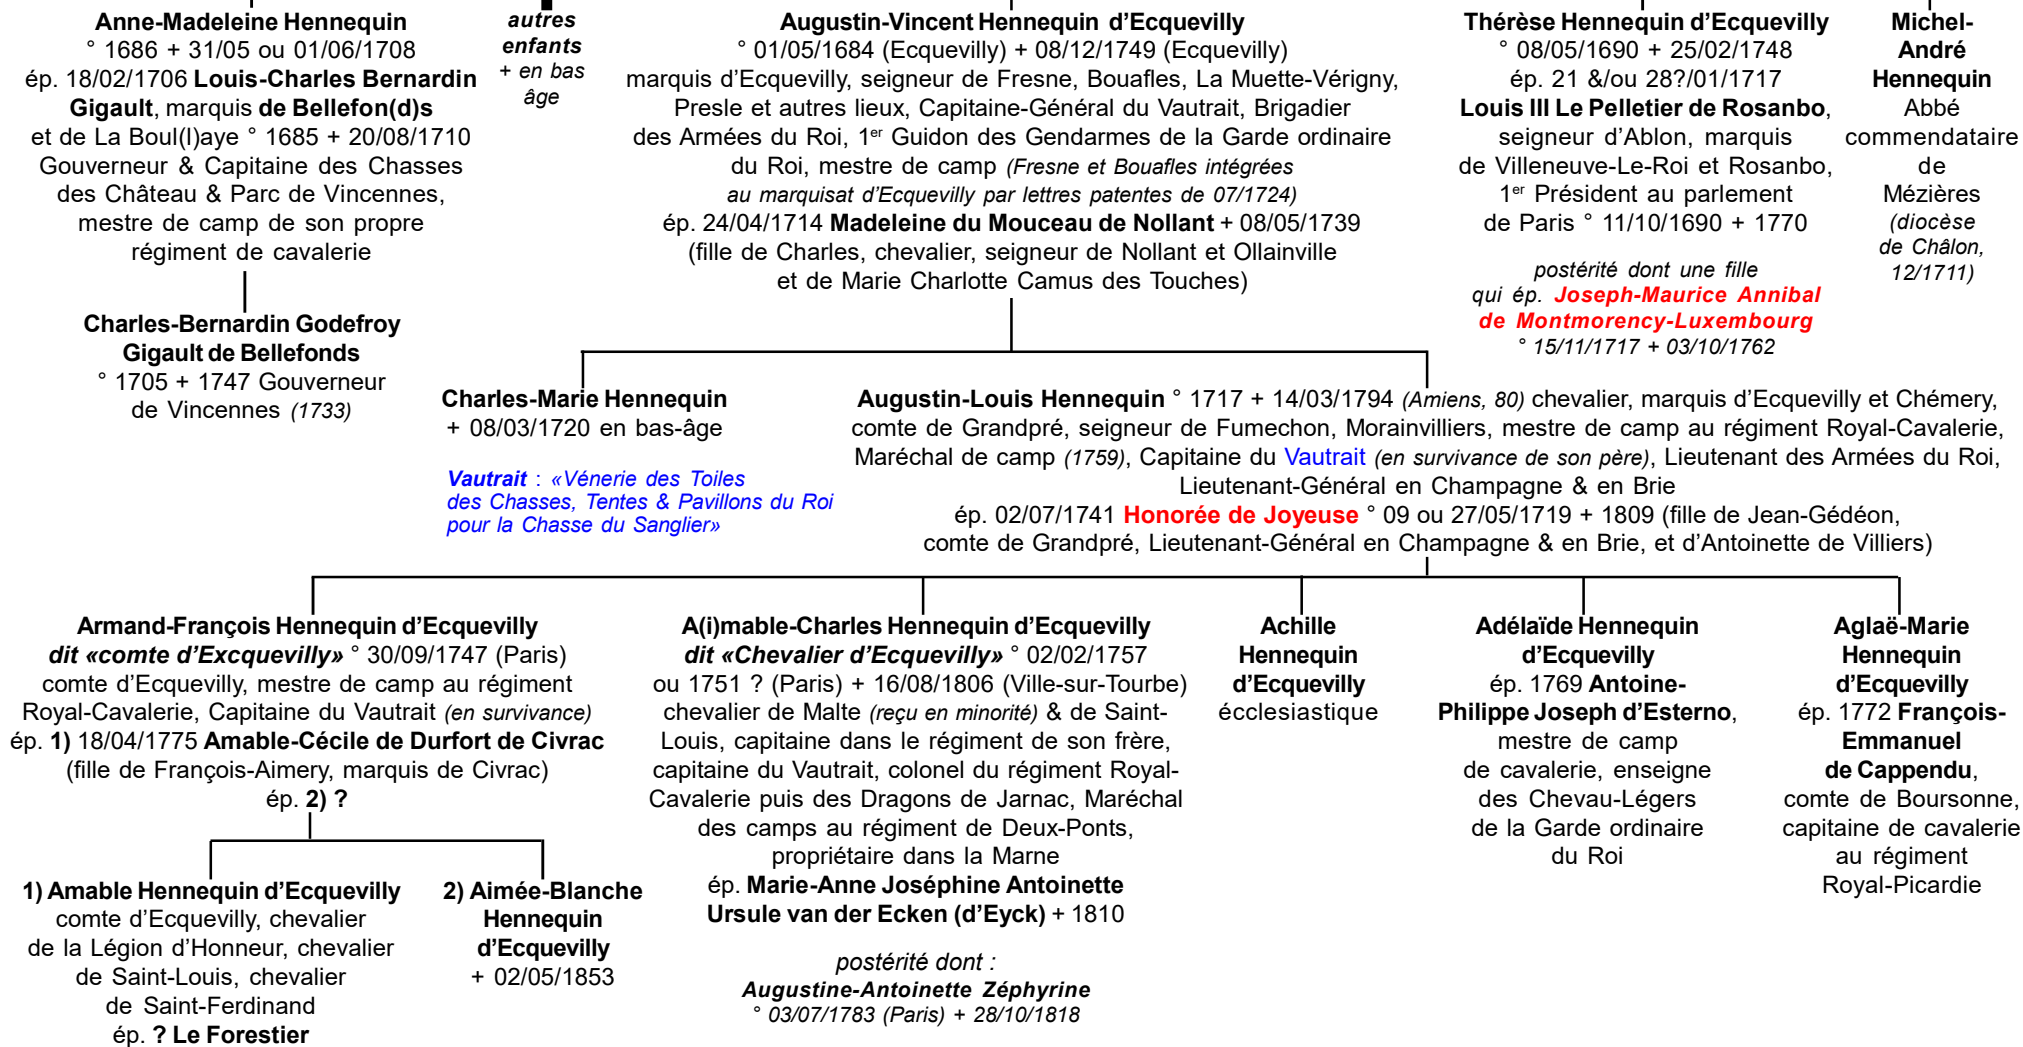 Anne-Madeleine Hennequin
° 1686 + 31/05 ou 01/06/1708
ép. 18/02/1706 Louis-Charles Bernardin
Gigault, marquis de Bellefon(d)s
et de La Boul(l)aye ° 1685 + 20/08/1710
Gouverneur & Capitaine des Chasses
des Château & Parc de Vincennes,
mestre de camp de son propre
régiment de cavalerie
Charles-Bernardin Godefroy
Gigault de Bellefonds
° 1705 + 1747 Gouverneur
de Vincennes (1733)
autres
enfants
+ en bas
âge
Augustin-Vincent Hennequin d’Ecquevilly
° 01/05/1684 (Ecquevilly) + 08/12/1749 (Ecquevilly)
marquis d’Ecquevilly, seigneur de Fresne, Bouafles, La Muette-Vérigny,
Presle et autres lieux, Capitaine-Général du Vautrait, Brigadier
des Armées du Roi, 1er Guidon des Gendarmes de la Garde ordinaire
du Roi, mestre de camp (Fresne et Bouafles intégrées
au marquisat d’Ecquevilly par lettres patentes de 07/1724)
ép. 24/04/1714 Madeleine du Mouceau de Nollant + 08/05/1739
(fille de Charles, chevalier, seigneur de Nollant et Ollainville
et de Marie Charlotte Camus des Touches)
Thérèse Hennequin d’Ecquevilly
° 08/05/1690 + 25/02/1748
ép. 21 &/ou 28?/01/1717
Louis III Le Pelletier de Rosanbo,
seigneur d’Ablon, marquis
de Villeneuve-Le-Roi et Rosanbo,
1er Président au parlement
de Paris ° 11/10/1690 + 1770
postérité dont une fille
qui ép. Joseph-Maurice Annibal
de Montmorency-Luxembourg
° 15/11/1717 + 03/10/1762
Michel-
André
Hennequin
Abbé
commendataire
de
Mézières
(diocèse
de Châlon,
12/1711)
Charles-Marie Hennequin
+ 08/03/1720 en bas-âge
Vautrait : «Vénerie des Toiles
des Chasses, Tentes & Pavillons du Roi
pour la Chasse du Sanglier»
Augustin-Louis Hennequin ° 1717 + 14/03/1794 (Amiens, 80) chevalier, marquis d’Ecquevilly et Chémery,
comte de Grandpré, seigneur de Fumechon, Morainvilliers, mestre de camp au régiment Royal-Cavalerie,
Maréchal de camp (1759), Capitaine du Vautrait (en survivance de son père), Lieutenant des Armées du Roi,
Lieutenant-Général en Champagne & en Brie
ép. 02/07/1741 Honorée de Joyeuse ° 09 ou 27/05/1719 + 1809 (fille de Jean-Gédéon,
comte de Grandpré, Lieutenant-Général en Champagne & en Brie, et d’Antoinette de Villiers)
Armand-François Hennequin d’Ecquevilly
dit «comte d’Excquevilly» ° 30/09/1747 (Paris)
comte d’Ecquevilly, mestre de camp au régiment
Royal-Cavalerie, Capitaine du Vautrait (en survivance)
ép. 1) 18/04/1775 Amable-Cécile de Durfort de Civrac
(fille de François-Aimery, marquis de Civrac)
ép. 2) ?
1) Amable Hennequin d’Ecquevilly
comte d’Ecquevilly, chevalier
de la Légion d’Honneur, chevalier
de Saint-Louis, chevalier
de Saint-Ferdinand
ép. ? Le Forestier
2) Aimée-Blanche
Hennequin
d’Ecquevilly
+ 02/05/1853
A(i)mable-Charles Hennequin d’Ecquevilly
dit «Chevalier d’Ecquevilly» ° 02/02/1757
ou 1751 ? (Paris) + 16/08/1806 (Ville-sur-Tourbe)
chevalier de Malte (reçu en minorité) & de Saint-
Louis, capitaine dans le régiment de son frère,
capitaine du Vautrait, colonel du régiment Royal-
Cavalerie puis des Dragons de Jarnac, Maréchal
des camps au régiment de Deux-Ponts,
propriétaire dans la Marne
ép. Marie-Anne Joséphine Antoinette
Ursule van der Ecken (d’Eyck) + 1810
postérité dont :
Augustine-Antoinette Zéphyrine
° 03/07/1783 (Paris) + 28/10/1818
Achille
Hennequin
d’Ecquevilly
écclesiastique
Adélaïde Hennequin
d’Ecquevilly
ép. 1769 Antoine-
Philippe Joseph d’Esterno,
mestre de camp
de cavalerie, enseigne
des Chevau-Légers
de la Garde ordinaire
du Roi
Aglaë-Marie
Hennequin
d’Ecquevilly
ép. 1772 François-
Emmanuel
de Cappendu,
comte de Boursonne,
capitaine de cavalerie
au régiment
Royal-Picardie